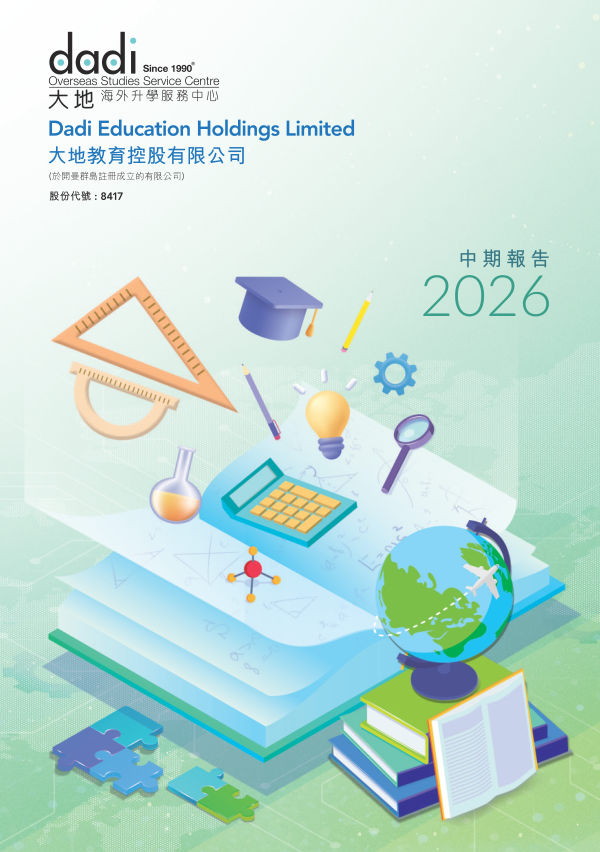 dadi Since 1990®
Overseas Studies Service Centre
大地 海外升學服務中心
Dadi Education Holdings Limited
大地教育控股有限公司
(於開曼群島註冊成立的有限公司)
股份代號 : 8417
中期報告
2026